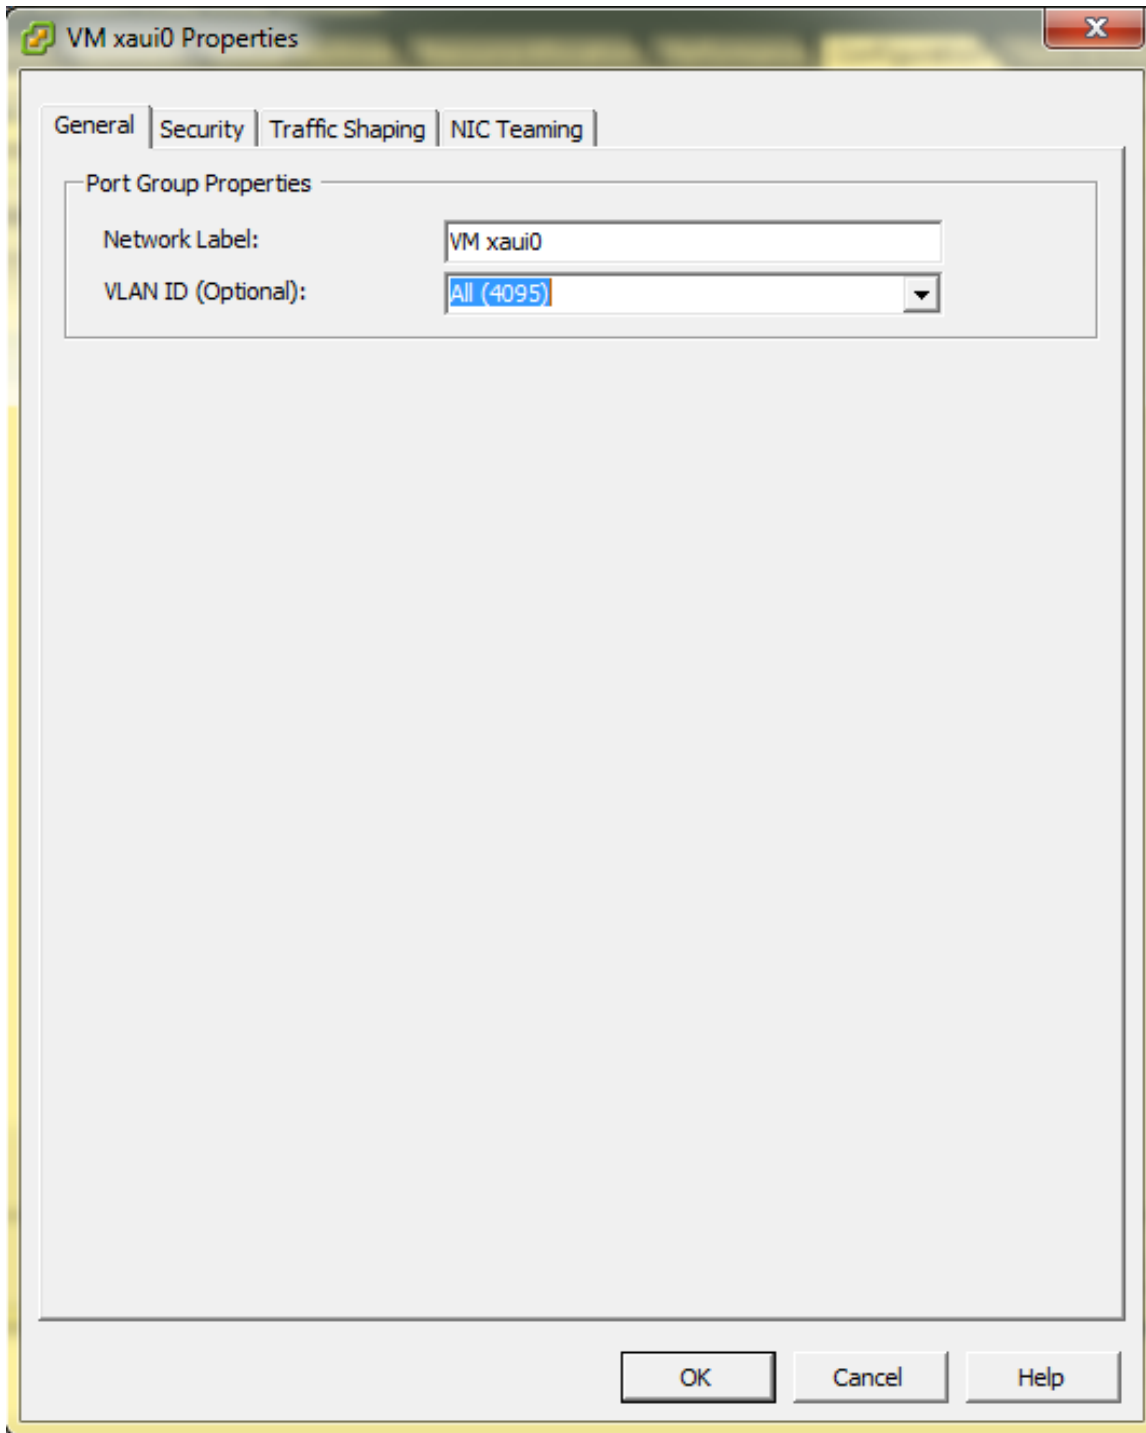 VM xaui0 Properties
General Security Traffic Shaping NIC Teaming
Port Group Properties
Network Label: VM xaui0
VLAN ID (Optional): All (4095)
OK Cancel Help